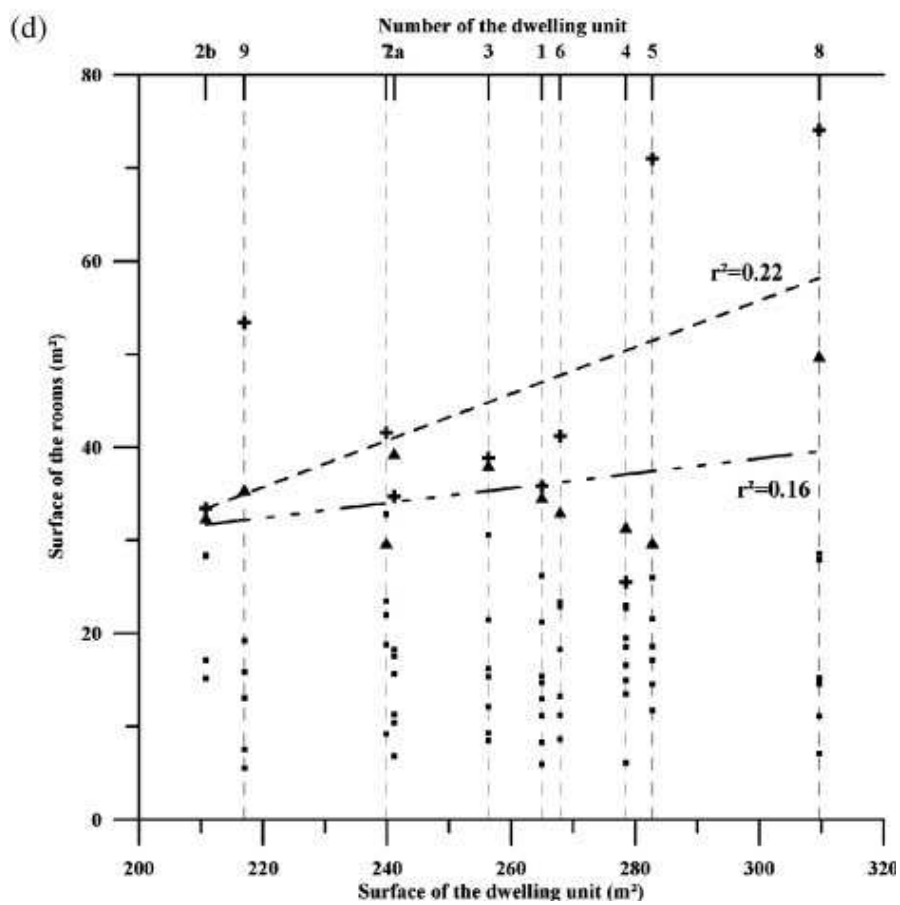 (d)
Number of the dwelling unit
2b 9 7 2a 3 1 6 4 5 8
80
60
40
20
0
Surface of the rooms (m²)
r²=0.22
r²=0.16
200 220 240 260 280 300 320
Surface of the dwelling unit (m²)